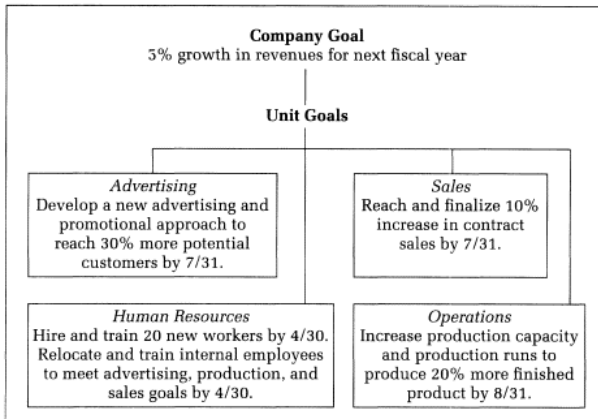 Company Goal
5% growth in revenues for next fiscal year
Unit Goals
Advertising
Develop a new advertising and
promotional approach to
reach 30% more potential
customers by 7/31.
Sales
Reach and finalize 10%
increase in contract
sales by 7/31.
Human Resources
Hire and train 20 new workers by 4/30.
Relocate and train internal employees
to meet advertising, production, and
sales goals by 4/30.
Operations
Increase production capacity
and production runs to
produce 20% more finished
product by 8/31.